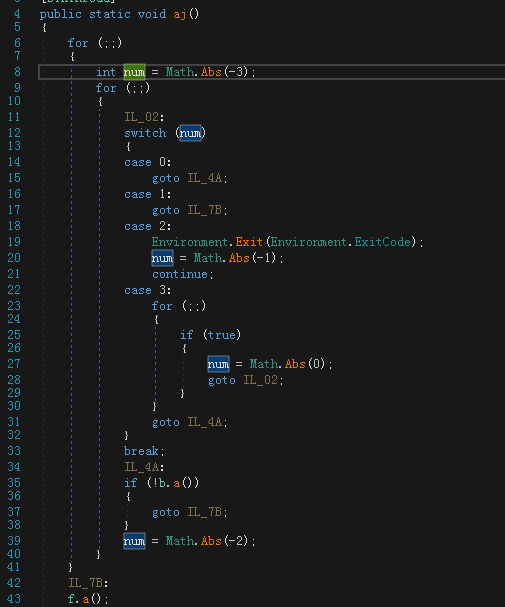 4 public static void aj()
5 {
6 for (;;)
7 {
8 int num = Math.Abs(-3);
9 for (;;)
10 {
11 IL_02:
12 switch (num)
13 {
14 case 0:
15 goto IL_4A;
16 case 1:
17 goto IL_7B;
18 case 2:
19 Environment.Exit(Environment.ExitCode);
20 num = Math.Abs(-1);
21 continue;
22 case 3:
23 for (;;)
24 {
25 if (true)
26 {
27 num = Math.Abs(0);
28 goto IL_02;
29 }
30 }
31 goto IL_4A;
32 }
33 break;
34 IL_4A:
35 if (!b.a())
36 {
37 goto IL_7B;
38 }
39 num = Math.Abs(-2);
40 }
41 }
42 IL_7B:
43 f.a();